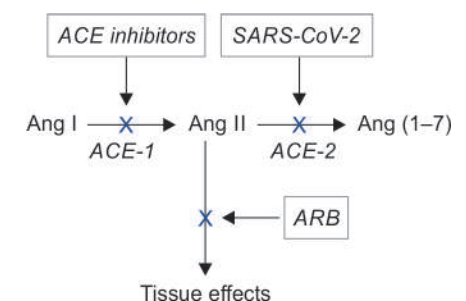 ACE inhibitors SARS-CoV-2
Ang I X Ang II X Ang (1–7)
ACE-1 ACE-2
X ARB
Tissue effects